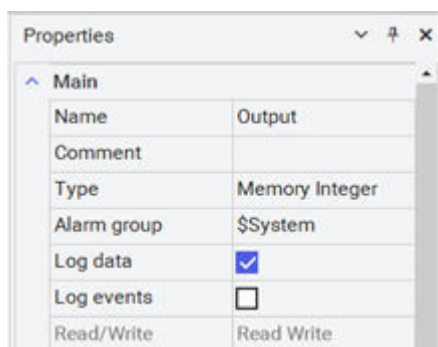 Properties
Main
Name Output
Comment
Type Memory Integer
Alarm group $System
Log data
Log events
Read/Write Read Write